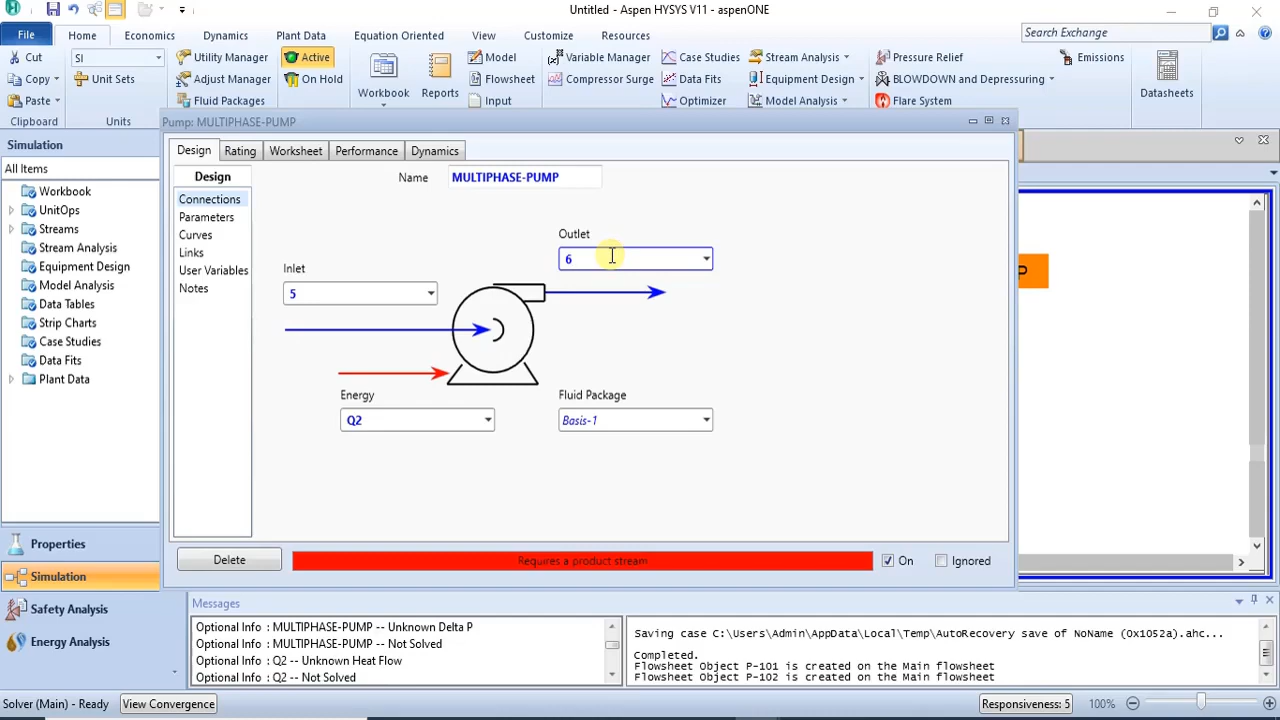 Untitled - Aspen HYSYS V11 - aspenONE
File
Home
Economics
Dynamics
Plant Data
Equation Oriented
View
Customize
Resources
Search Exchange
Cut
SI
Utility Manager
Active
Model
Variable Manager
Case Studies
Stream Analysis
Pressure Relief
Emissions
Copy
Unit Sets
Adjust Manager
On Hold
Workbook
Reports
Flowsheet
Compressor Surge
Data Fits
Equipment Design
BLOWDOWN and Depressuring
Datasheets
Paste
Fluid Packages
Input
Optimizer
Model Analysis
Flare System
Clipboard
Units
Simulation
All Items
Workbook
UnitOps
Streams
Stream Analysis
Equipment Design
Model Analysis
Data Tables
Strip Charts
Case Studies
Data Fits
Plant Data
Properties
Simulation
Safety Analysis
Energy Analysis
Pump: MULTIPHASE-PUMP
Design
Rating
Worksheet
Performance
Dynamics
Design
Connections
Parameters
Curves
Links
User Variables
Notes
Name
MULTIPHASE-PUMP
Outlet
6
Inlet
5
Energy
Q2
Fluid Package
Basis-1
Delete
Requires a product stream
On
Ignored
P
Messages
Optional Info : MULTIPHASE-PUMP -- Unknown Delta P
Optional Info : MULTIPHASE-PUMP -- Not Solved
Optional Info : Q2 -- Unknown Heat Flow
Optional Info : Q2 -- Not Solved
Saving case C:\Users\Admin\AppData\Local\Temp\AutoRecovery save of NoName (0x1052a).ahc...
Completed.
Flowsheet Object P-101 is created on the Main flowsheet
Flowsheet Object P-102 is created on the Main flowsheet
Solver (Main) - Ready
View Convergence
Responsiveness: 5
100%